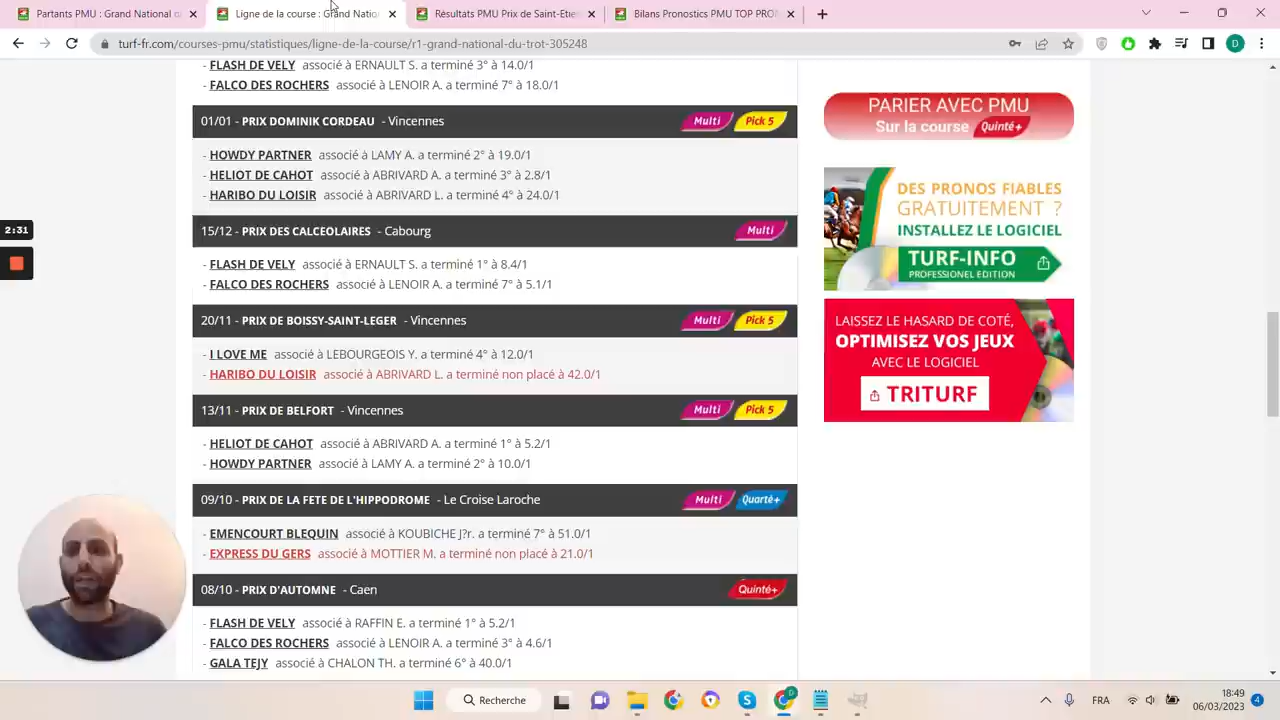 Partants PMU : Grand National du
Ligne de la course : Grand Natio
Résultats PMU PRIX de Saint-Etie
Bilans Pronostics PMU TOP PRO
turf-fr.com/courses-pmu/statistiques/ligne-de-la-course/r1-grand-national-du-trot-305248
D
- FLASH DE VELY associé à ERNAULT S. a terminé 3° à 14.0/1
- FALCO DES ROCHERS associé à LENOIR A. a terminé 7° à 18.0/1
01/01 - PRIX DOMINIK CORDEAU - Vincennes Multi Pick 5
- HOWDY PARTNER associé à LAMY A. a terminé 2° à 19.0/1
- HELIOT DE CAHOT associé à ABRIVARD A. a terminé 3° à 2.8/1
- HARIBO DU LOISIR associé à ABRIVARD L. a terminé 4° à 24.0/1
15/12 - PRIX DES CALCEOLAIRES - Cabourg Multi
- FLASH DE VELY associé à ERNAULT S. a terminé 1° à 8.4/1
- FALCO DES ROCHERS associé à LENOIR A. a terminé 7° à 5.1/1
20/11 - PRIX DE BOISSY-SAINT-LEGER - Vincennes Multi Pick 5
- I LOVE ME associé à LEBOURGEOIS Y. a terminé 4° à 12.0/1
- HARIBO DU LOISIR associé à ABRIVARD L. a terminé non placé à 42.0/1
13/11 - PRIX DE BELFORT - Vincennes Multi Pick 5
- HELIOT DE CAHOT associé à ABRIVARD A. a terminé 1° à 5.2/1
- HOWDY PARTNER associé à LAMY A. a terminé 2° à 10.0/1
09/10 - PRIX DE LA FETE DE L'HIPPODROME - Le Croise Laroche Multi Quarté+
- EMENCOURT BLEQUIN associé à KOUBICHE J?r. a terminé 7° à 51.0/1
- EXPRESS DU GERS associé à MOTTIER M. a terminé non placé à 21.0/1
08/10 - PRIX D'AUTOMNE - Caen Quinté+
- FLASH DE VELY associé à RAFFIN E. a terminé 1° à 5.2/1
- FALCO DES ROCHERS associé à LENOIR A. a terminé 3° à 4.6/1
- GALA TEJY associé à CHALON TH. a terminé 6° à 40.0/1
PARIER AVEC PMU
Sur la course Quinté+
DES PRONOS FIABLES
GRATUITEMENT ?
INSTALLEZ LE LOGICIEL
TURF-INFO
PROFESSIONEL EDITION
LAISSEZ LE HASARD DE COTÉ,
OPTIMISEZ VOS JEUX
AVEC LE LOGICIEL
TRITURF
2:31
Recherche
D
FRA
18:49
06/03/2023
4